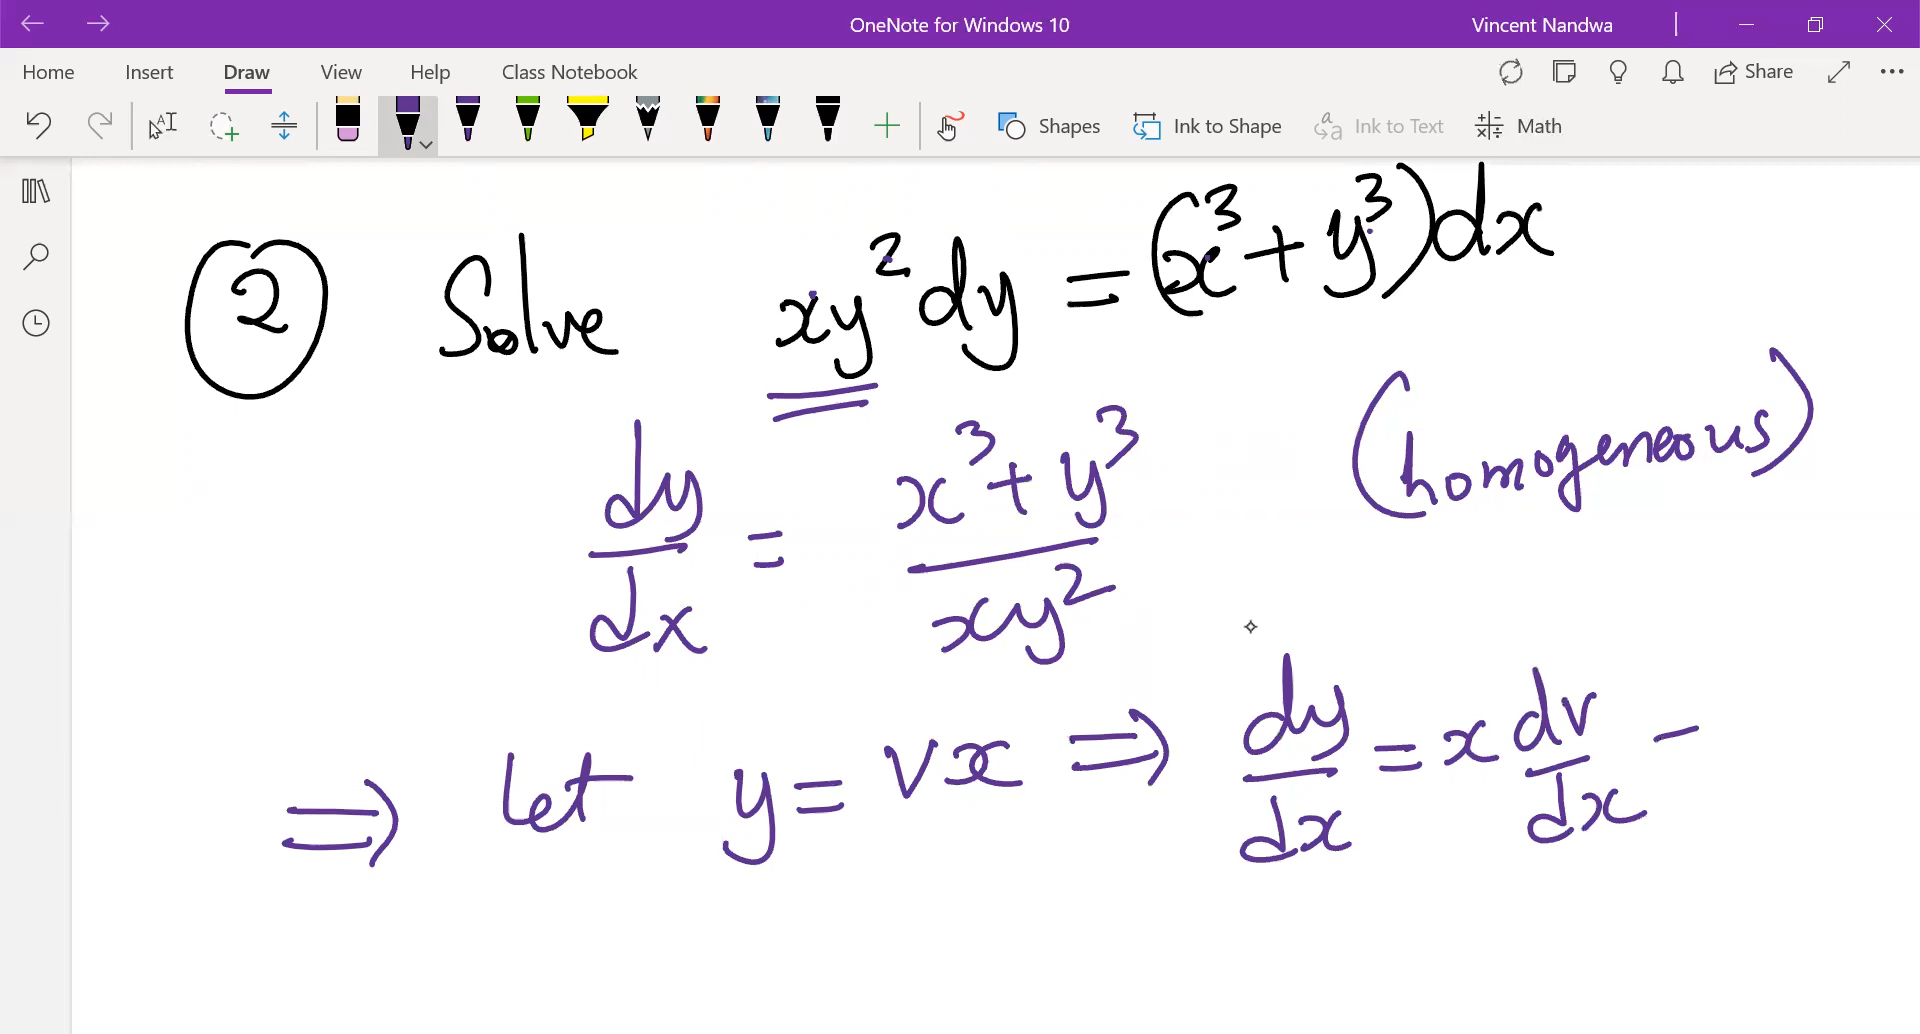 OneNote for Windows 10 Vincent Nandwa
Home Insert Draw View Help Class Notebook Share
Shapes Ink to Shape Ink to Text Math
② Solve xy²dy = (x³+y³)dx
(homogeneous)
dy/dx = x³+y³/xy²
⇒ let y = vx ⇒ dy/dx = x dv/dx –